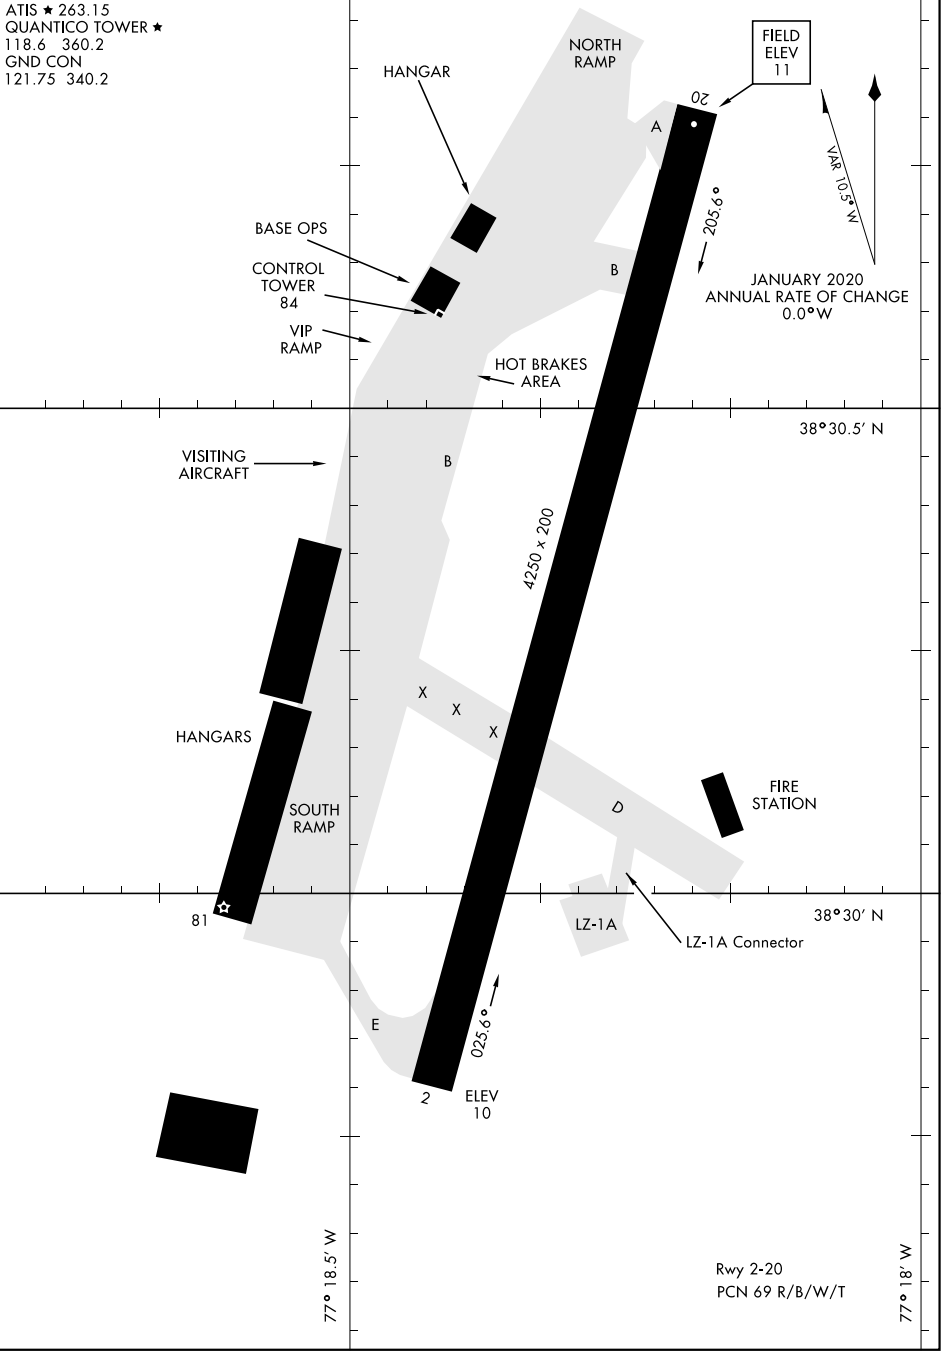 ATIS ★ 263.15
QUANTICO TOWER ★
118.6 360.2
GND CON
121.75 340.2
NORTH
RAMP
FIELD
ELEV
11
HANGAR
20
A
VAR 10.5° W
205.6°
BASE OPS
B
CONTROL
TOWER
84
JANUARY 2020
ANNUAL RATE OF CHANGE
0.0° W
VIP
RAMP
HOT BRAKES
AREA
38° 30.5' N
VISITING
AIRCRAFT
B
4250 x 200
X
X
X
HANGARS
SOUTH
RAMP
D
FIRE
STATION
81
LZ-1A
38° 30' N
LZ-1A Connector
E
025.6°
2
ELEV
10
77° 18.5' W
77° 18' W
Rwy 2-20
PCN 69 R/B/W/T